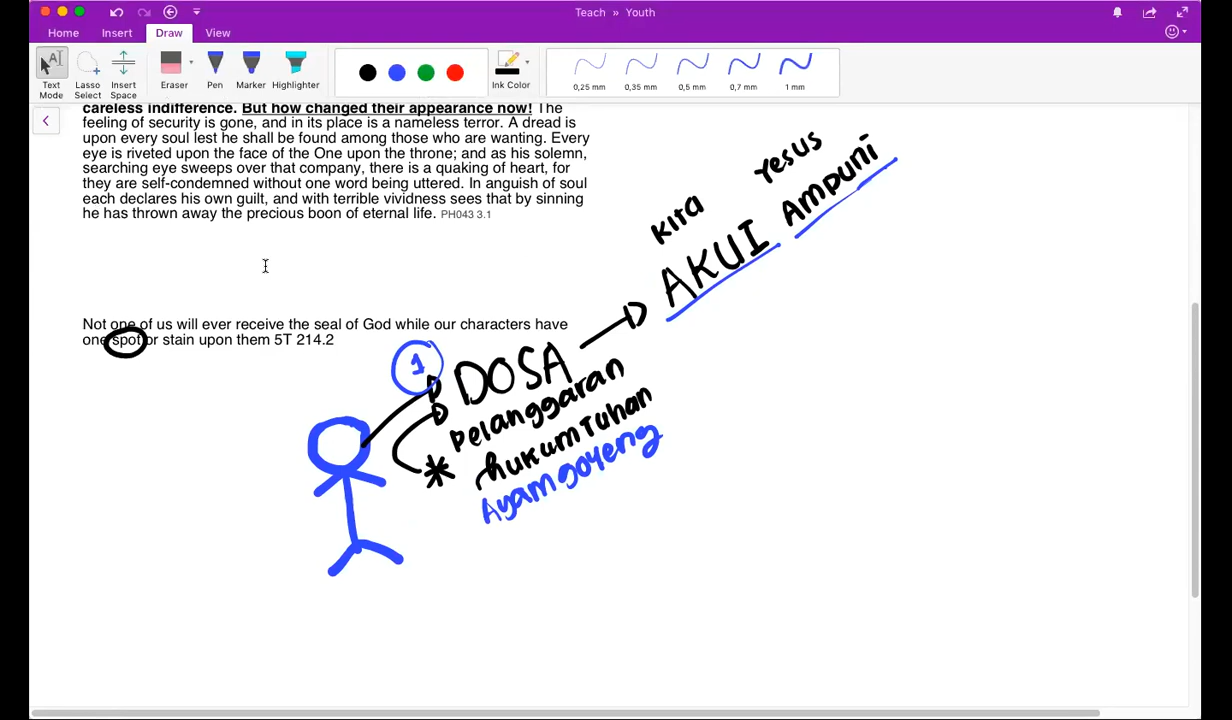 Teach » Youth
Home Insert Draw View
Text Mode
Lasso Select
Insert Space
Eraser
Pen
Marker
Highlighter
Ink Color
0,25 mm
0,35 mm
0,5 mm
0,7 mm
1 mm
careless indifference. But how changed their appearance now! The
feeling of security is gone, and in its place is a nameless terror. A dread is
upon every soul lest he shall be found among those who are wanting. Every
eye is riveted upon the face of the One upon the throne; and as his solemn,
searching eye sweeps over that company, there is a quaking of heart, for
they are self-condemned without one word being uttered. In anguish of soul
each declares his own guilt, and with terrible vividness sees that by sinning
he has thrown away the precious boon of eternal life. PH043 3.1
Not one of us will ever receive the seal of God while our characters have
one spot or stain upon them 5T 214.2
1
DOSA
Pelanggaran
hukum Tuhan
Ayam goyeng
kita
AKUI
Yesus
Ampuni